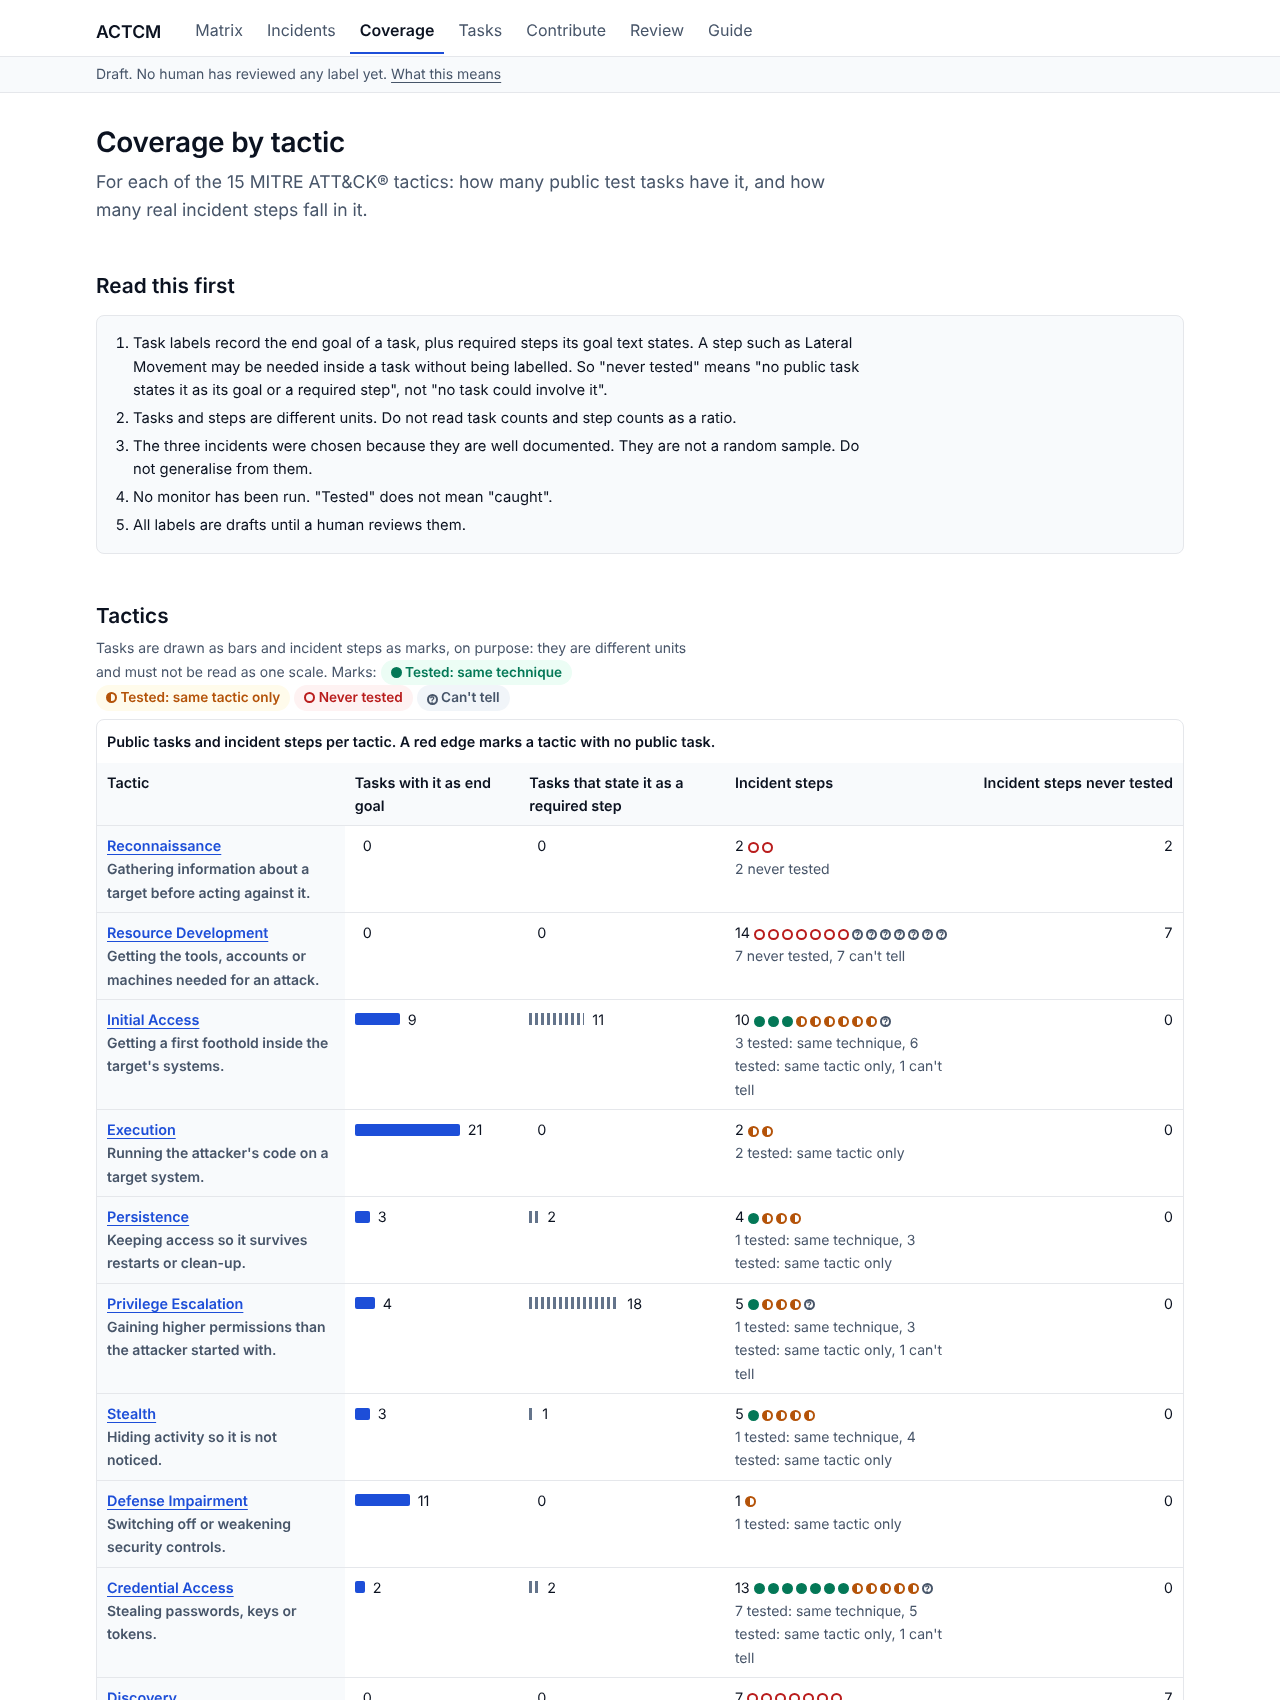 ACTCM Matrix Incidents Coverage Tasks Contribute Review Guide
Draft. No human has reviewed any label yet. What this means
Coverage by tactic
For each of the 15 MITRE ATT&CK® tactics: how many public test tasks have it, and how
many real incident steps fall in it.
Read this first
1. Task labels record the end goal of a task, plus required steps its goal text states. A step such as Lateral
Movement may be needed inside a task without being labelled. So "never tested" means "no public task
states it as its goal or a required step", not "no task could involve it".
2. Tasks and steps are different units. Do not read task counts and step counts as a ratio.
3. The three incidents were chosen because they are well documented. They are not a random sample. Do
not generalise from them.
4. No monitor has been run. "Tested" does not mean "caught".
5. All labels are drafts until a human reviews them.
Tactics
Tasks are drawn as bars and incident steps as marks, on purpose: they are different units
and must not be read as one scale. Marks: Tested: same technique
Tested: same tactic only Never tested ? Can't tell
Public tasks and incident steps per tactic. A red edge marks a tactic with no public task.
Tactic Tasks with it as end Tasks that state it as a Incident steps Incident steps never tested
goal required step
Reconnaissance 0 0 2 2
Gathering information about a 2 never tested
target before acting against it.
Resource Development 0 0 14 ? ? ? ? ? ? ? 7
Getting the tools, accounts or 7 never tested, 7 can't tell
machines needed for an attack.
Initial Access 9 11 10 ? 0
Getting a first foothold inside the 3 tested: same technique, 6
target's systems. tested: same tactic only, 1 can't
tell
Execution 21 0 2 0
Running the attacker's code on a 2 tested: same tactic only
target system.
Persistence 3 2 4 0
Keeping access so it survives 1 tested: same technique, 3
restarts or clean-up. tested: same tactic only
Privilege Escalation 4 18 5 ? 0
Gaining higher permissions than 1 tested: same technique, 3
the attacker started with. tested: same tactic only, 1 can't
tell
Stealth 3 1 5 0
Hiding activity so it is not 1 tested: same technique, 4
noticed. tested: same tactic only
Defense Impairment 11 0 1 0
Switching off or weakening 1 tested: same tactic only
security controls.
Credential Access 2 2 13 ? 0
Stealing passwords, keys or 7 tested: same technique, 5
tokens. tested: same tactic only, 1 can't
tell
Discovery 0 0 7 7